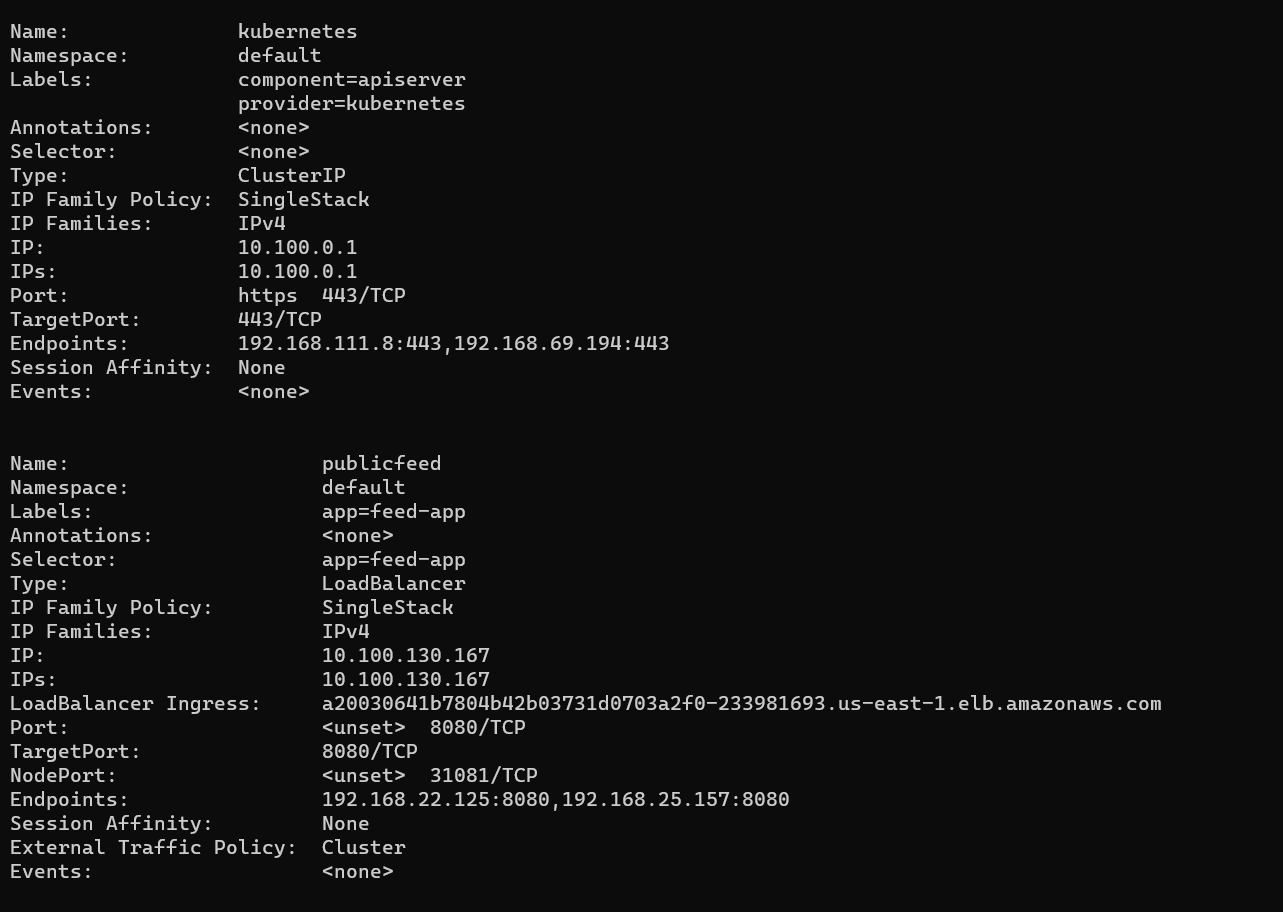 Name:              kubernetes
Namespace:         default
Labels:            component=apiserver
                   provider=kubernetes
Annotations:       <none>
Selector:          <none>
Type:              ClusterIP
IP Family Policy:  SingleStack
IP Families:       IPv4
IP:                10.100.0.1
IPs:               10.100.0.1
Port:              https  443/TCP
TargetPort:        443/TCP
Endpoints:         192.168.111.8:443,192.168.69.194:443
Session Affinity:  None
Events:            <none>

Name:                     publicfeed
Namespace:                default
Labels:                   app=feed-app
Annotations:              <none>
Selector:                 app=feed-app
Type:                     LoadBalancer
IP Family Policy:         SingleStack
IP Families:              IPv4
IP:                       10.100.130.167
IPs:                      10.100.130.167
LoadBalancer Ingress:     a20030641b7804b42b03731d0703a2f0-233981693.us-east-1.elb.amazonaws.com
Port:                     <unset>  8080/TCP
TargetPort:               8080/TCP
NodePort:                 <unset>  31081/TCP
Endpoints:                192.168.22.125:8080,192.168.25.157:8080
Session Affinity:         None
External Traffic Policy:  Cluster
Events:                   <none>